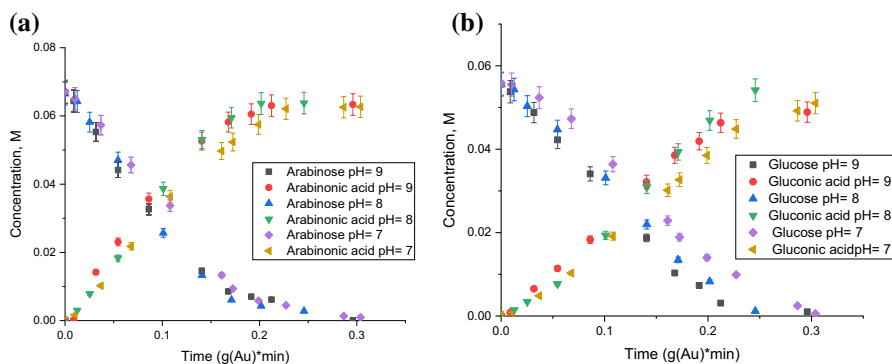 (a)
Concentration, M
0.08
0.06
0.04
0.02
0.00
0.0
0.1
0.2
0.3
Time (g(Au)*min)
Arabinose pH= 9
Arabinonic acid pH= 9
Arabinose pH= 8
Arabinonic acid pH= 8
Arabinose pH= 7
Arabinonic acid pH= 7
(b)
Concentration, M
0.06
0.04
0.02
0.00
0.0
0.1
0.2
0.3
Time (g(Au)*min)
Glucose pH= 9
Gluconic acid pH= 9
Glucose pH= 8
Gluconic acid pH= 8
Glucose pH= 7
Gluconic acidpH= 7